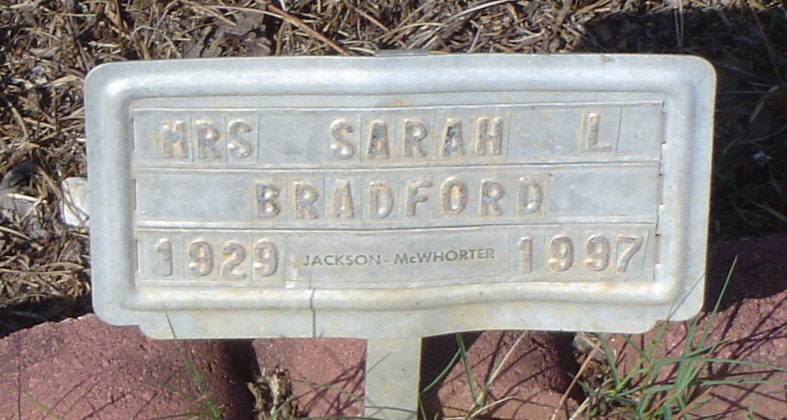 MRS SARAH L
BRADFORD
1929 JACKSON-McWHORTER 1997